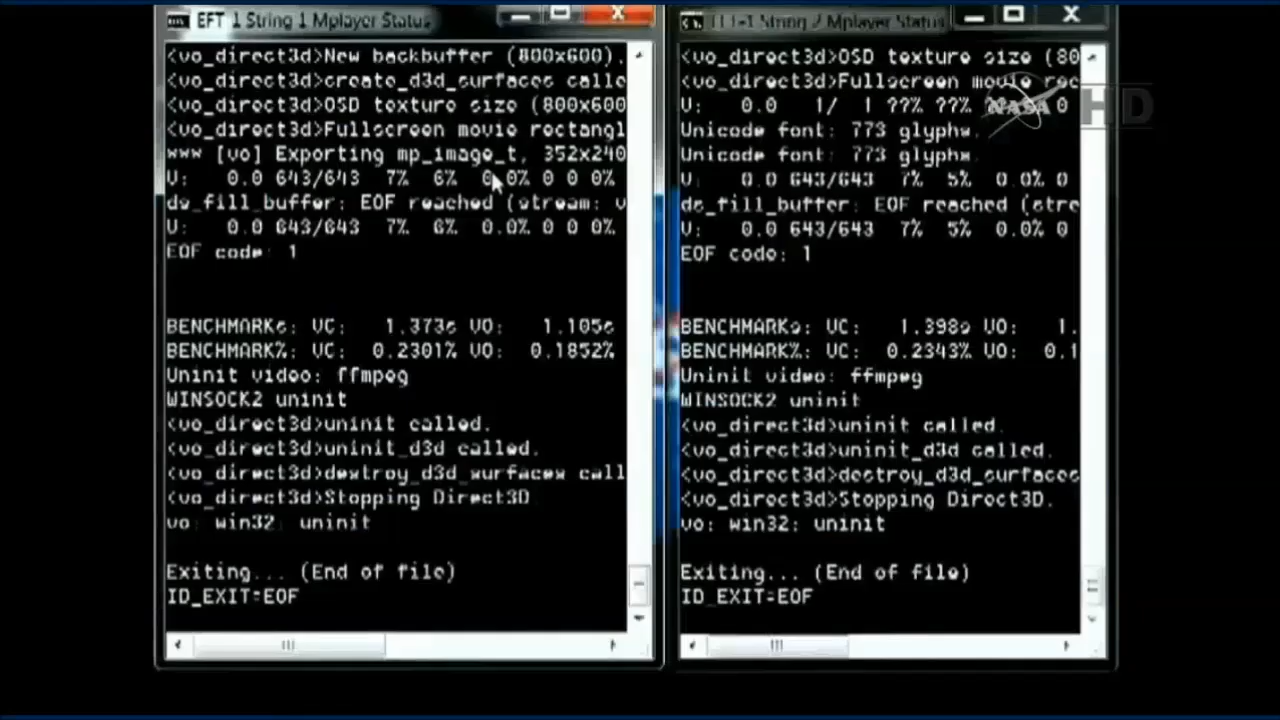 EFT 1 String 1 Mplayer Status
<vo_direct3d>New backbuffer (800x600).
<vo_direct3d>create_d3d_surfaces calle
<vo_direct3d>OSD texture size (800x600
<vo_direct3d>Fullscreen movie rectangl
*** [vo] Exporting mp_image_t, 352x240
V: 0.0 643/643 7% 6% 0.0% 0 0 0%
ds_fill_buffer: EOF reached (stream: v
V: 0.0 643/643 7% 6% 0.0% 0 0 0%
EOF code: 1
BENCHMARKs: VC: 1.373s VO: 1.105s
BENCHMARK%: VC: 0.2301% VO: 0.1852%
Uninit video: ffmpeg
WINSOCK2 uninit
<vo_direct3d>uninit called.
<vo_direct3d>uninit_d3d called.
<vo_direct3d>destroy_d3d_surfaces call
<vo_direct3d>Stopping Direct3D
vo: win32: uninit
Exiting... (End of file)
ID_EXIT=EOF
EFT-1 String 2 Mplayer Status
<vo_direct3d>OSD texture size (80
<vo_direct3d>Fullscreen movie rec
V: 0.0 1/ 1 ??% ??% 0
Unicode font: 773 glyphs.
Unicode font: 773 glyphs.
V: 0.0 643/643 7% 5% 0.0% 0
ds_fill_buffer: EOF reached (stre
V: 0.0 643/643 7% 5% 0.0% 0
EOF code: 1
BENCHMARKs: VC: 1.398s VO: 1.
BENCHMARK%: VC: 0.2343% VO: 0.1
Uninit video: ffmpeg
WINSOCK2 uninit
<vo_direct3d>uninit called.
<vo_direct3d>uninit_d3d called.
<vo_direct3d>destroy_d3d_surfaces
<vo_direct3d>Stopping Direct3D.
vo: win32: uninit
Exiting... (End of file)
ID_EXIT=EOF
NASA HD